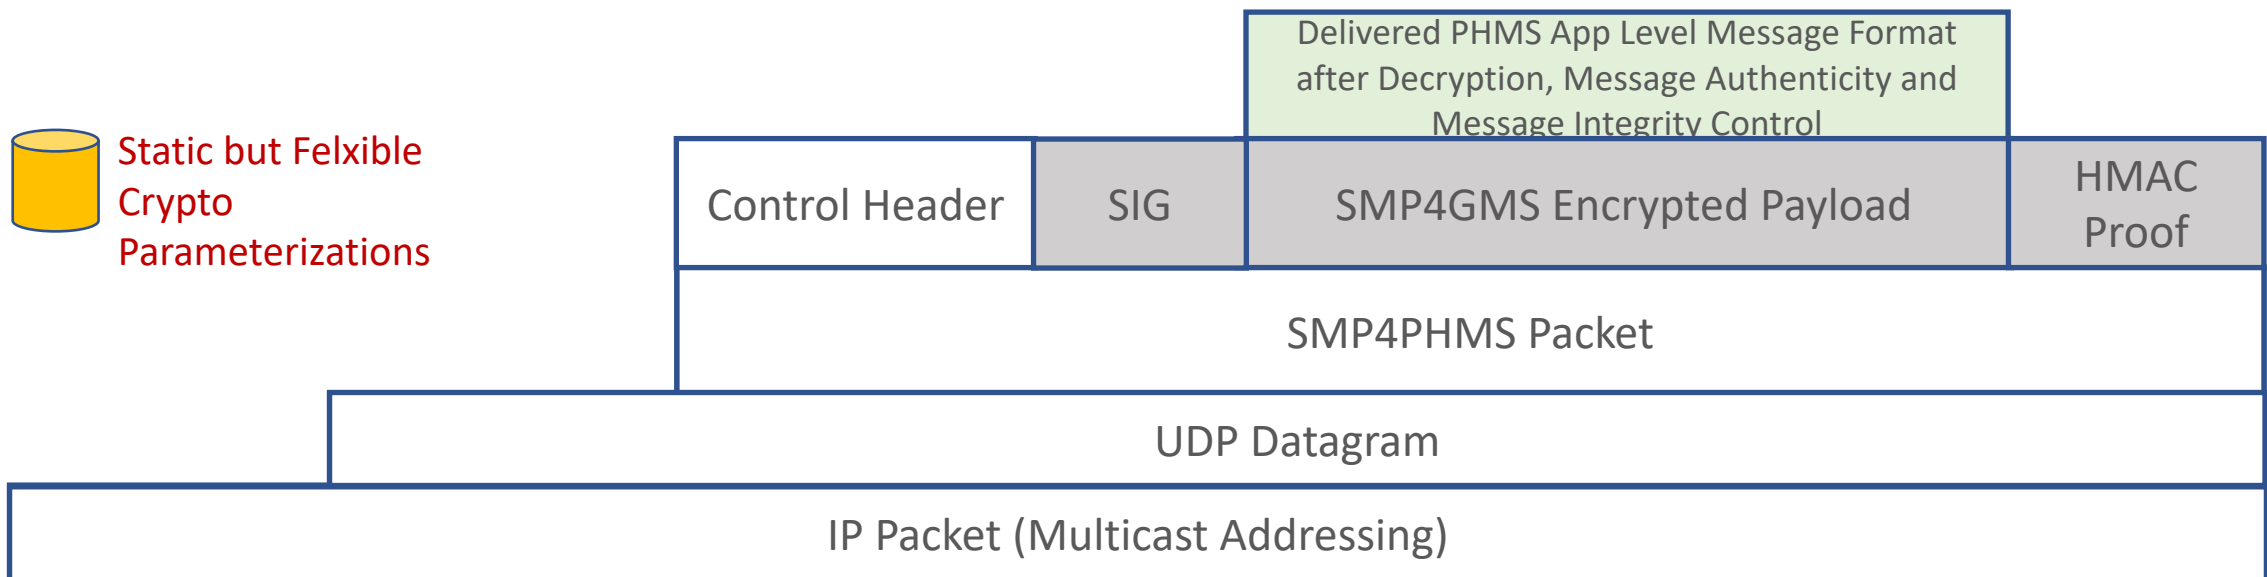 Delivered PHMS App Level Message Format
after Decryption, Message Authenticity and
Message Integrity Control
Static but Felxible
Crypto
Parameterizations
Control Header
SIG
SMP4GMS Encrypted Payload
HMAC
Proof
SMP4PHMS Packet
UDP Datagram
IP Packet (Multicast Addressing)